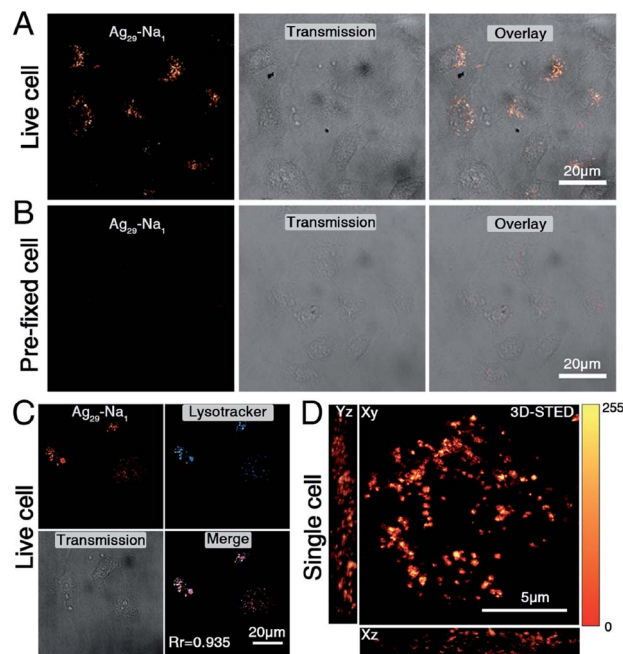 A
Live cell
Ag₂₉-Na₁
Transmission
Overlay
20μm
B
Pre-fixed cell
Ag₂₉-Na₁
Transmission
Overlay
20μm
C
Live cell
Ag₂₉-Na₁
Lysotracker
Transmission
Merge
Rr=0.935
20μm
D
Single cell
Yz
Xy
3D-STED
5μm
Xz
255
0